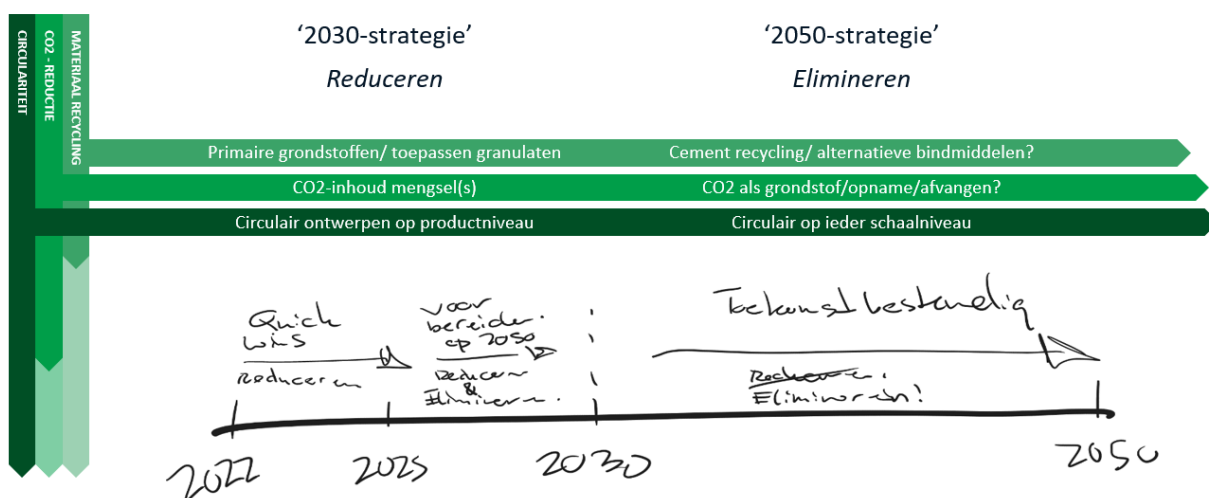 CIRCULARITEIT
CO2 - REDUCTIE
MATERIAAL RECYCLING
‘2030-strategie’
Reduceren
‘2050-strategie’
Elimineren
Primaire grondstoffen/ toepassen granulaten
Cement recycling/ alternatieve bindmiddelen?
CO2-inhoud mengsel(s)
CO2 als grondstof/opname/afvangen?
Circulair ontwerpen op productniveau
Circulair op ieder schaalniveau
Quick
wins
Reduceren
voor
bereiden
op 2050
Reduceren
&
Elimineren.
Toekomstbestendig
Reduceren.
Elimineren!
2022
2025
2030
2050